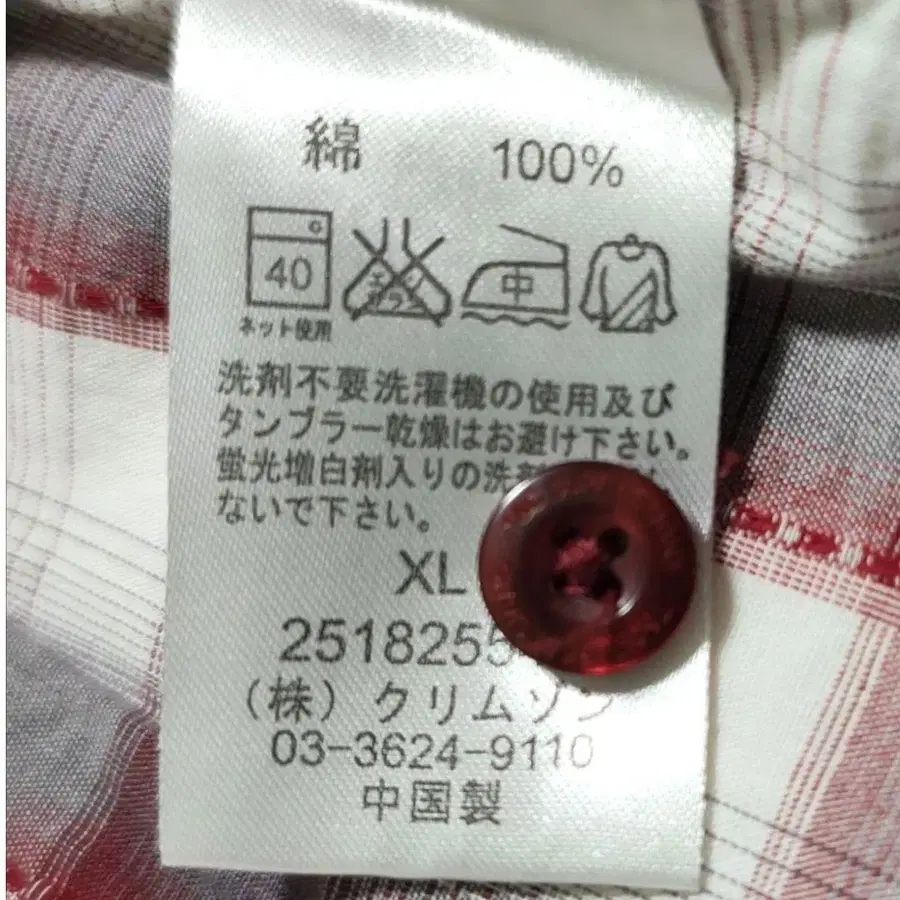 綿 100%
40
中
ネット使用
洗剤不要洗濯機の使用及び
タンブラー乾燥はお避け下さい。
蛍光増白剤入りの洗剤
ないで下さい。
XL
(株) クリムゾン
03-3624-9110
中国製